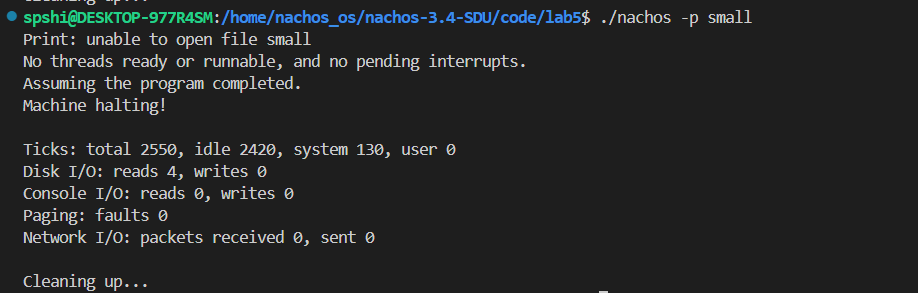 Cleaning up...
spshi@DESKTOP-977R4SM:/home/nachos_os/nachos-3.4-SDU/code/lab5$ ./nachos -p small
Print: unable to open file small
No threads ready or runnable, and no pending interrupts.
Assuming the program completed.
Machine halting!
Ticks: total 2550, idle 2420, system 130, user 0
Disk I/O: reads 4, writes 0
Console I/O: reads 0, writes 0
Paging: faults 0
Network I/O: packets received 0, sent 0
Cleaning up...